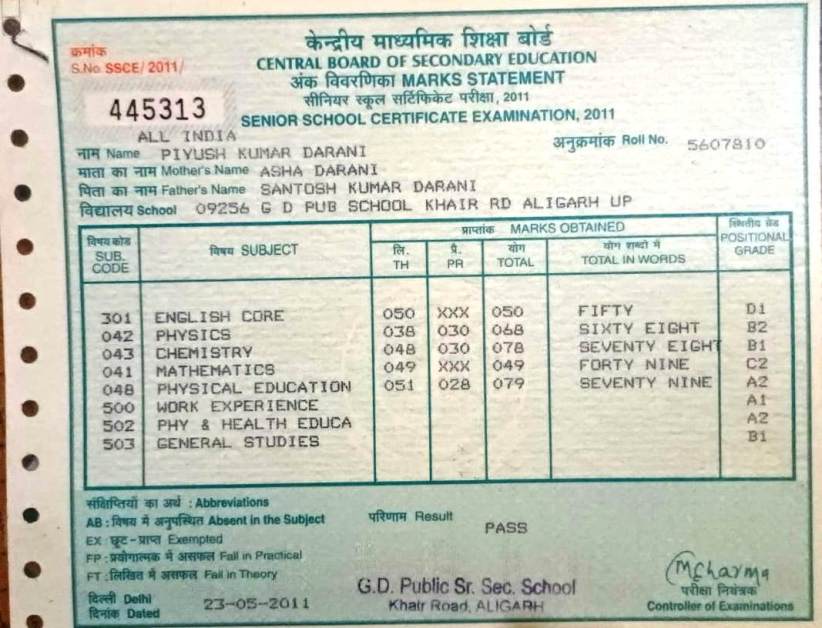 केन्द्रीय माध्यमिक शिक्षा बोर्ड
क्रमांक
S.No. SSCE/ 2011/
CENTRAL BOARD OF SECONDARY EDUCATION
अंक विवरणिका MARKS STATEMENT
सीनियर स्कूल सर्टिफिकेट परीक्षा, 2011
445313
SENIOR SCHOOL CERTIFICATE EXAMINATION, 2011
ALL INDIA
अनुक्रमांक Roll No. 5607810
नाम Name PIYUSH KUMAR DARANI
माता का नाम Mother's Name ASHA DARANI
पिता का नाम Father's Name SANTOSH KUMAR DARANI
विद्यालय School 09256 G D PUB SCHOOL KHAIR RD ALIGARH UP
विषय कोड SUB. CODE
विषय SUBJECT
प्राप्तांक MARKS OBTAINED
लि. TH
प्रै. PR
योग TOTAL
योग शब्दों में TOTAL IN WORDS
स्थितीय ग्रेड POSITIONAL GRADE
301 ENGLISH CORE 050 XXX 050 FIFTY D1
042 PHYSICS 038 030 068 SIXTY EIGHT B2
043 CHEMISTRY 048 030 078 SEVENTY EIGHT B1
041 MATHEMATICS 049 XXX 049 FORTY NINE C2
048 PHYSICAL EDUCATION 051 028 079 SEVENTY NINE A2
500 WORK EXPERIENCE A1
502 PHY & HEALTH EDUCA A2
503 GENERAL STUDIES B1
संक्षिप्तियों का अर्थ : Abbreviations
AB : विषय में अनुपस्थित Absent in the Subject
परिणाम Result PASS
EX : छूट - प्राप्त Exempted
FP : प्रयोगात्मक में असफल Fail in Practical
FT : लिखित में असफल Fail in Theory
G.D. Public Sr. Sec. School
Khair Road, ALIGARH
दिल्ली Delhi
दिनांक Dated 23-05-2011
परीक्षा नियंत्रक
Controller of Examinations